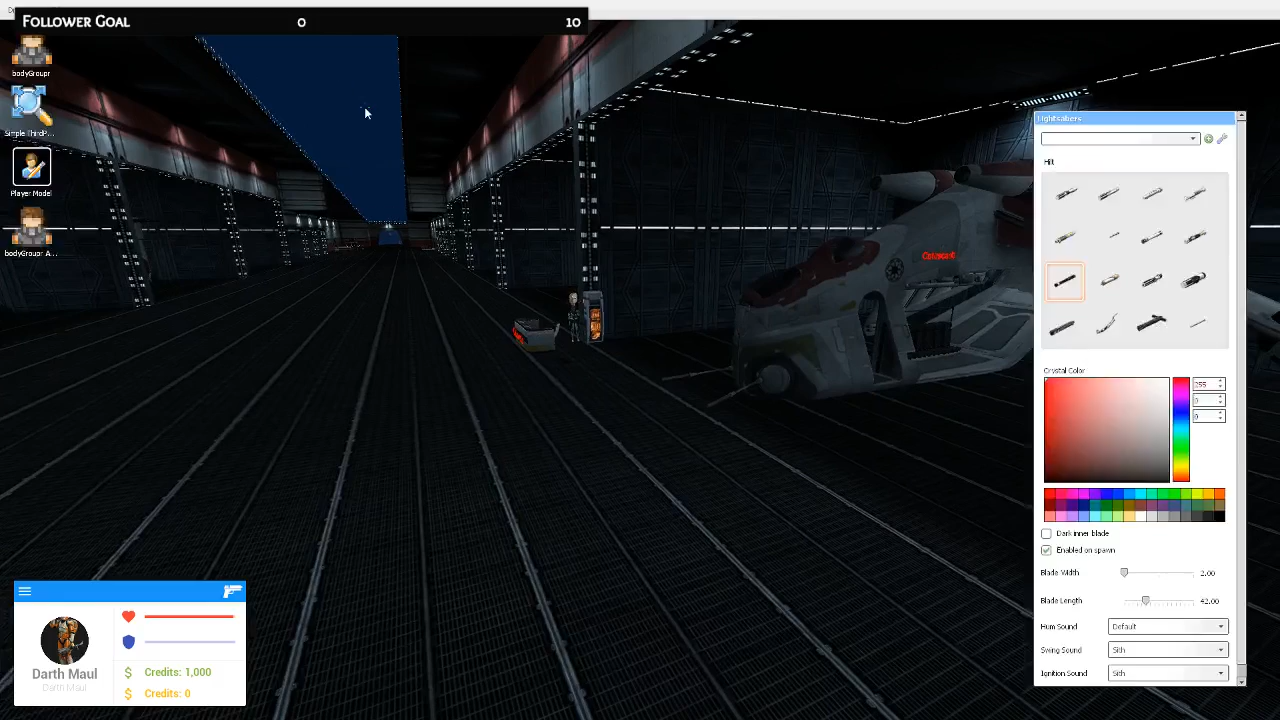 Follower Goal 0 10
bodyGroupr
Simple ThirdP...
Player Model
bodyGroupr A...
Lightsabers
Hilt
Crystal Color
255
0
0
Dark inner blade
Enabled on spawn
Blade Width 2.00
Blade Length 42.00
Hum Sound Default
Swing Sound Sith
Ignition Sound Sith
Darth Maul
Darth Maul
$ Credits: 1,000
$ Credits: 0